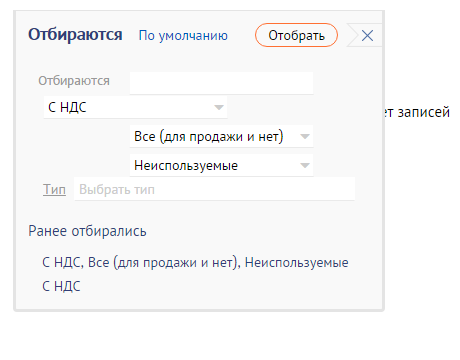 Отбираются По умолчанию Отобрать
Отбираются
С НДС
ет записей
Все (для продажи и нет)
Неиспользуемые
Тип Выбрать тип
Ранее отбирались
С НДС, Все (для продажи и нет), Неиспользуемые
С НДС